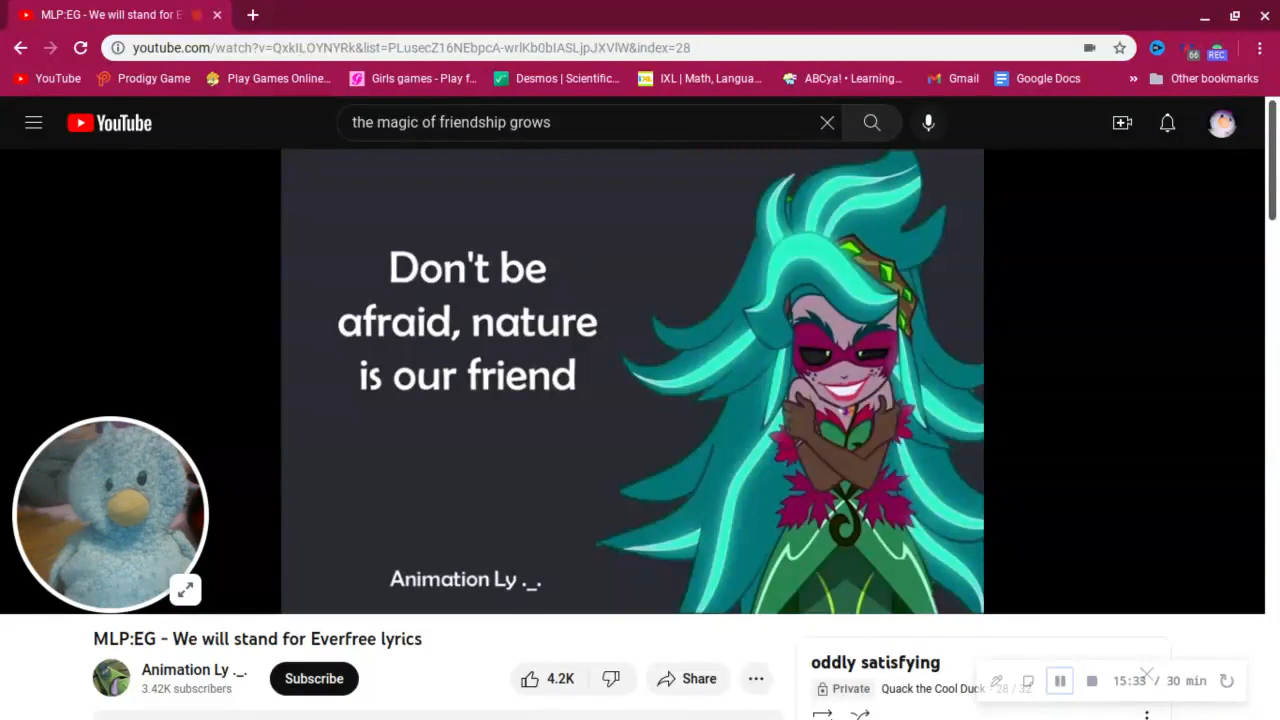 MLP:EG - We will stand for E
youtube.com/watch?v=QxkILOYNYRk&list=PLusecZ16NEbpcA-wrlKb0bIASLjpJXVlW&index=28
66 REC
YouTube Prodigy Game Play Games Online... Girls games - Play f... Desmos | Scientific... IXL | Math, Langua... ABCya! • Learning... Gmail Google Docs » Other bookmarks
YouTube
the magic of friendship grows
Don't be
afraid, nature
is our friend
Animation Ly ._.
MLP:EG - We will stand for Everfree lyrics
Animation Ly ._.
3.42K subscribers
Subscribe
4.2K
Share
oddly satisfying
Private Quack the Cool Duck - 28 / 32
15:33 / 30 min